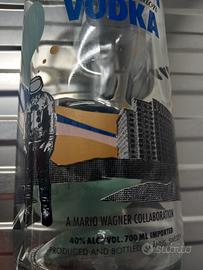 VODKA
A MARIO WAGNER COLLABORATION
40% ALC./VOL. 700 ML IMPORTED
PRODUCED AND BOTTLED
subito